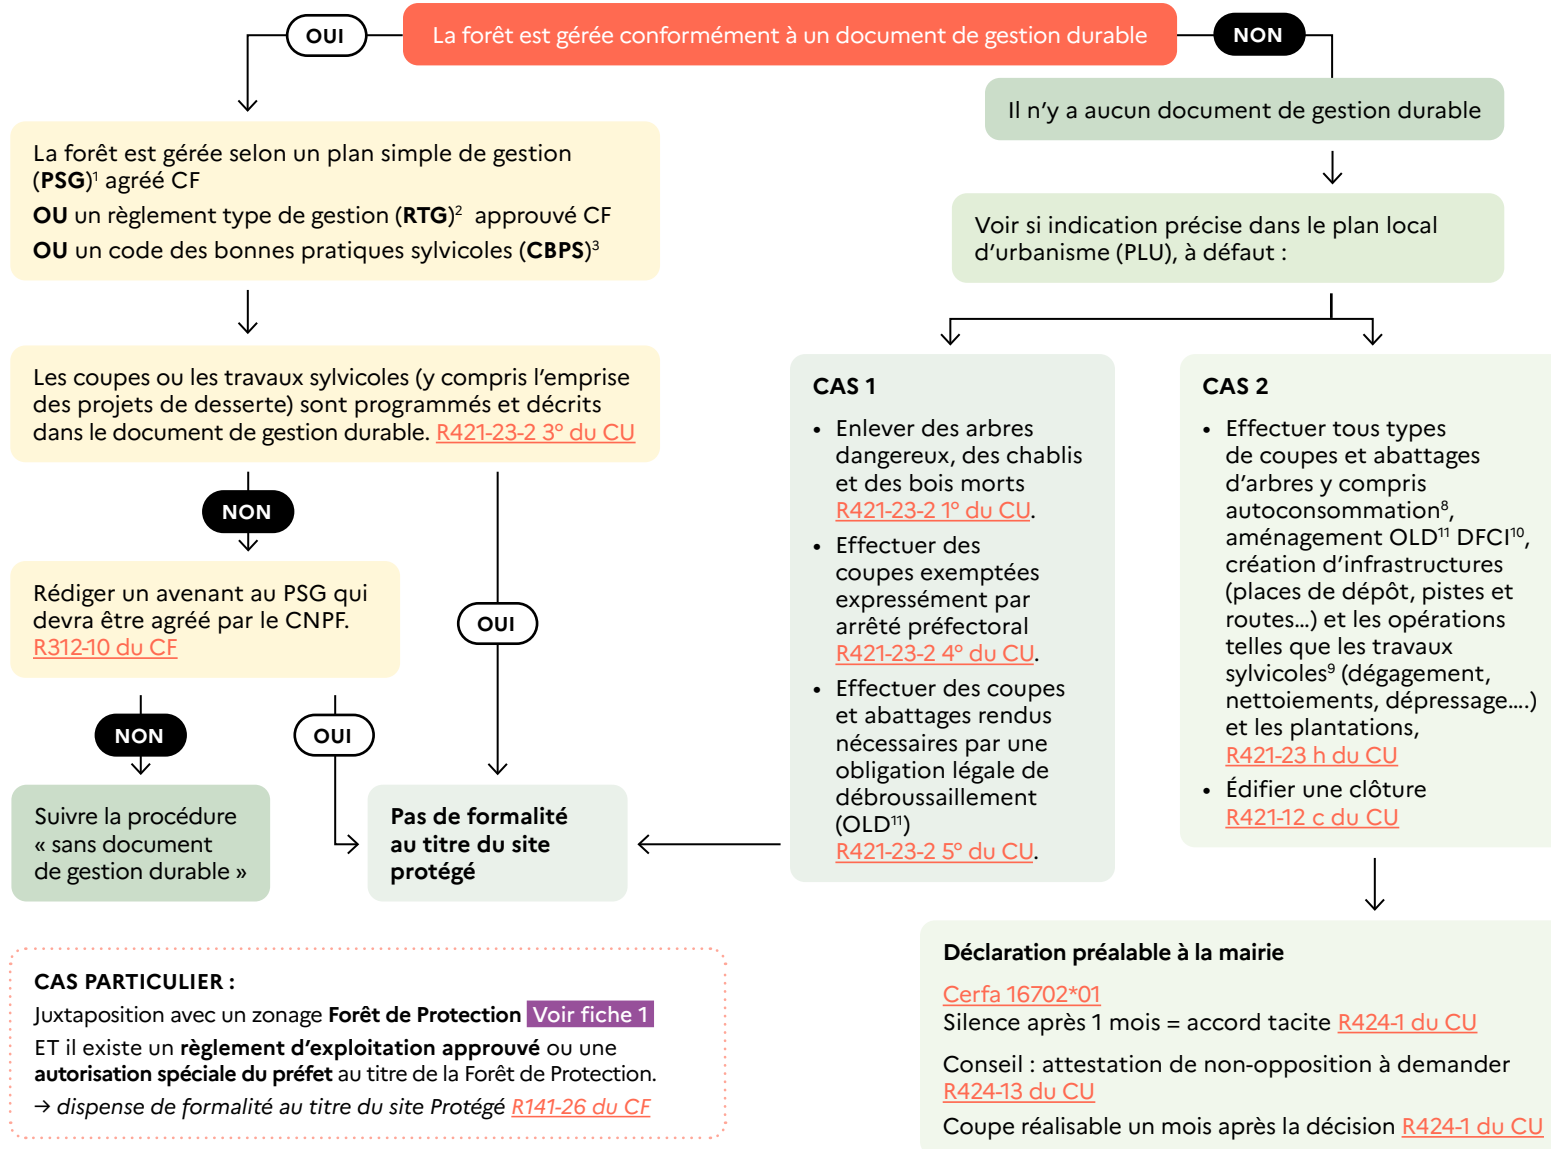 OUI
La forêt est gérée conformément à un document de gestion durable
NON
Il n’y a aucun document de gestion durable
La forêt est gérée selon un plan simple de gestion
(PSG)¹ agréé CF
OU un règlement type de gestion (RTG)² approuvé CF
OU un code des bonnes pratiques sylvicoles (CBPS)³
Voir si indication précise dans le plan local
d’urbanisme (PLU), à défaut :
Les coupes ou les travaux sylvicoles (y compris l’emprise
des projets de desserte) sont programmés et décrits
dans le document de gestion durable. R421-23-2 3° du CU
NON
Rédiger un avenant au PSG qui
devra être agréé par le CNPF.
R312-10 du CF
OUI
NON
OUI
Suivre la procédure
« sans document
de gestion durable »
Pas de formalité
au titre du site
protégé
CAS 1
• Enlever des arbres
dangereux, des chablis
et des bois morts
R421-23-2 1° du CU.
• Effectuer des
coupes exemptées
expressément par
arrêté préfectoral
R421-23-2 4° du CU.
• Effectuer des coupes
et abattages rendus
nécessaires par une
obligation légale de
débroussaillement
(OLD¹¹)
R421-23-2 5° du CU.
CAS 2
• Effectuer tous types
de coupes et abattages
d’arbres y compris
autoconsommation⁸,
aménagement OLD¹¹ DFCI¹⁰,
création d’infrastructures
(places de dépôt, pistes et
routes…) et les opérations
telles que les travaux
sylvicoles⁹ (dégagement,
nettoiements, dépressage….)
et les plantations,
R421-23 h du CU
• Édifier une clôture
R421-12 c du CU
CAS PARTICULIER :
Juxtaposition avec un zonage Forêt de Protection Voir fiche 1
ET il existe un règlement d’exploitation approuvé ou une
autorisation spéciale du préfet au titre de la Forêt de Protection.
→ dispense de formalité au titre du site Protégé R141-26 du CF
Déclaration préalable à la mairie
Cerfa 16702*01
Silence après 1 mois = accord tacite R424-1 du CU
Conseil : attestation de non-opposition à demander
R424-13 du CU
Coupe réalisable un mois après la décision R424-1 du CU